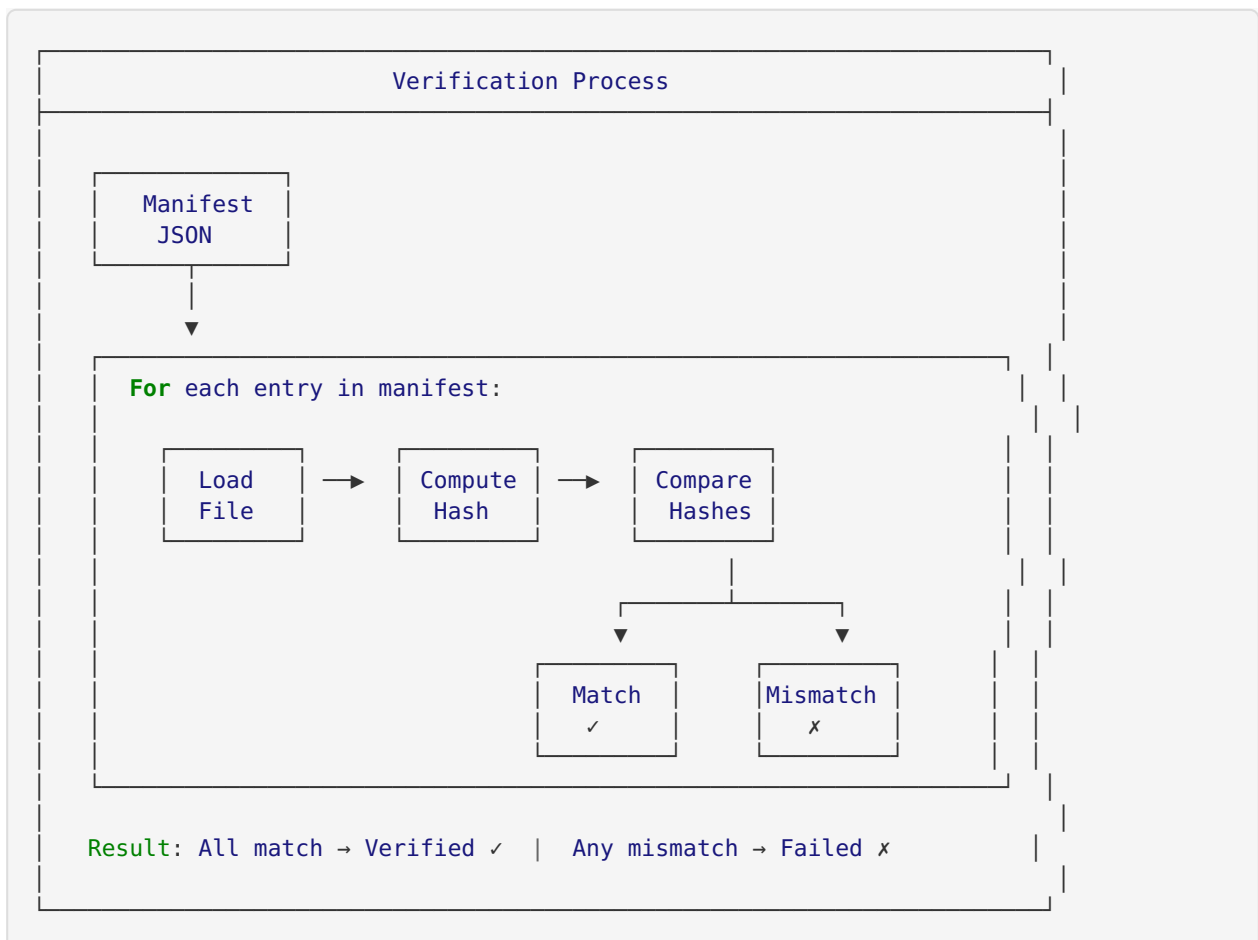 Verification Process
Manifest
JSON
▼
For each entry in manifest:
Load ──▶ Compute ──▶ Compare
File Hash Hashes
▼ ▼
Match Mismatch
✓ ✗
Result: All match → Verified ✓ | Any mismatch → Failed ✗